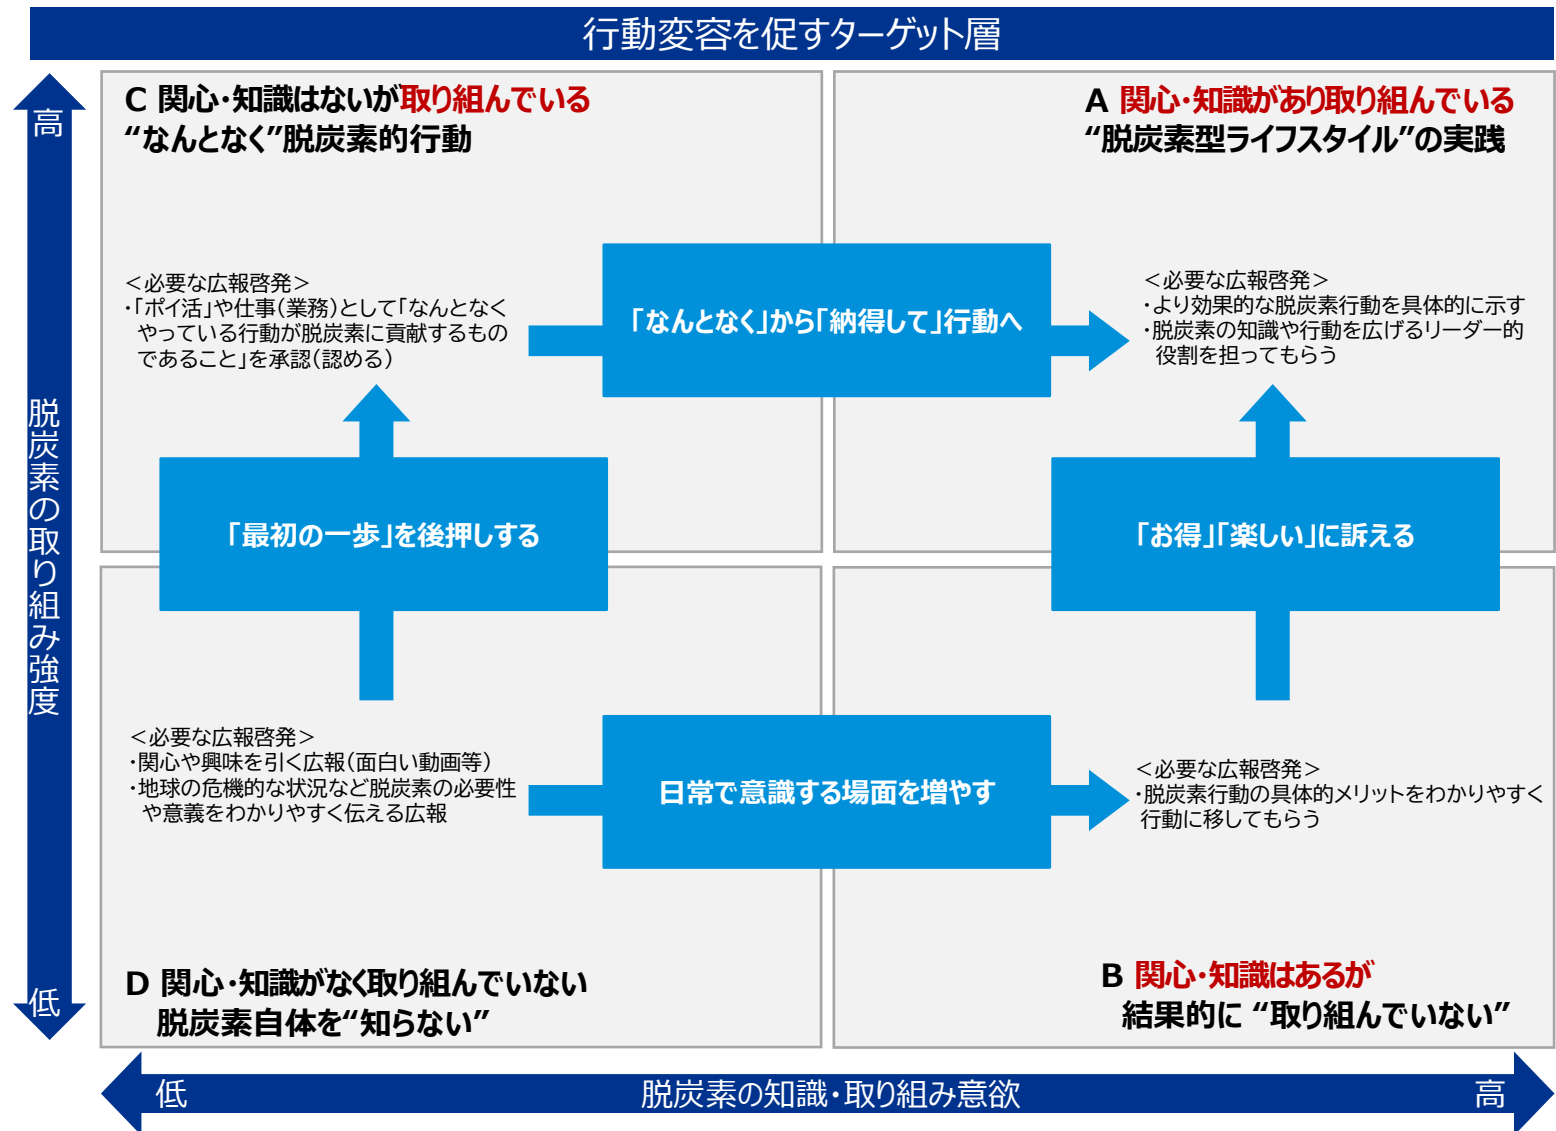 行動変容を促すターゲット層
高
脱炭素の取り組み強度
低
C 関心・知識はないが取り組んでいる
“なんとなく”脱炭素的行動
＜必要な広報啓発＞
・「ポイ活」や仕事（業務）として「なんとなく
やっている行動が脱炭素に貢献するもの
であること」を承認（認める）
A 関心・知識があり取り組んでいる
“脱炭素型ライフスタイル”の実践
＜必要な広報啓発＞
・より効果的な脱炭素行動を具体的に示す
・脱炭素の知識や行動を広げるリーダー的
役割を担ってもらう
「なんとなく」から「納得して」行動へ
「最初の一歩」を後押しする
「お得」「楽しい」に訴える
＜必要な広報啓発＞
・関心や興味を引く広報（面白い動画等）
・地球の危機的な状況など脱炭素の必要性
や意義をわかりやすく伝える広報
日常で意識する場面を増やす
＜必要な広報啓発＞
・脱炭素行動の具体的メリットをわかりやすく
行動に移してもらう
D 関心・知識がなく取り組んでいない
脱炭素自体を“知らない”
B 関心・知識はあるが
結果的に “取り組んでいない”
低
脱炭素の知識・取り組み意欲
高